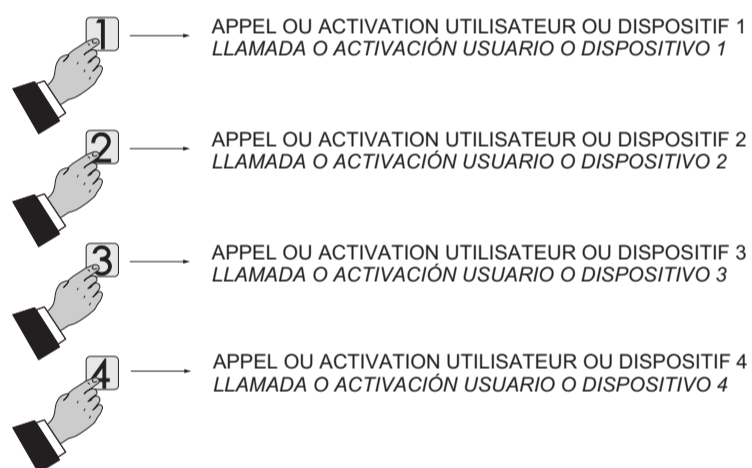 1
APPEL OU ACTIVATION UTILISATEUR OU DISPOSITIF 1
LLAMADA O ACTIVACIÓN USUARIO O DISPOSITIVO 1
2
APPEL OU ACTIVATION UTILISATEUR OU DISPOSITIF 2
LLAMADA O ACTIVACIÓN USUARIO O DISPOSITIVO 2
3
APPEL OU ACTIVATION UTILISATEUR OU DISPOSITIF 3
LLAMADA O ACTIVACIÓN USUARIO O DISPOSITIVO 3
4
APPEL OU ACTIVATION UTILISATEUR OU DISPOSITIF 4
LLAMADA O ACTIVACIÓN USUARIO O DISPOSITIVO 4